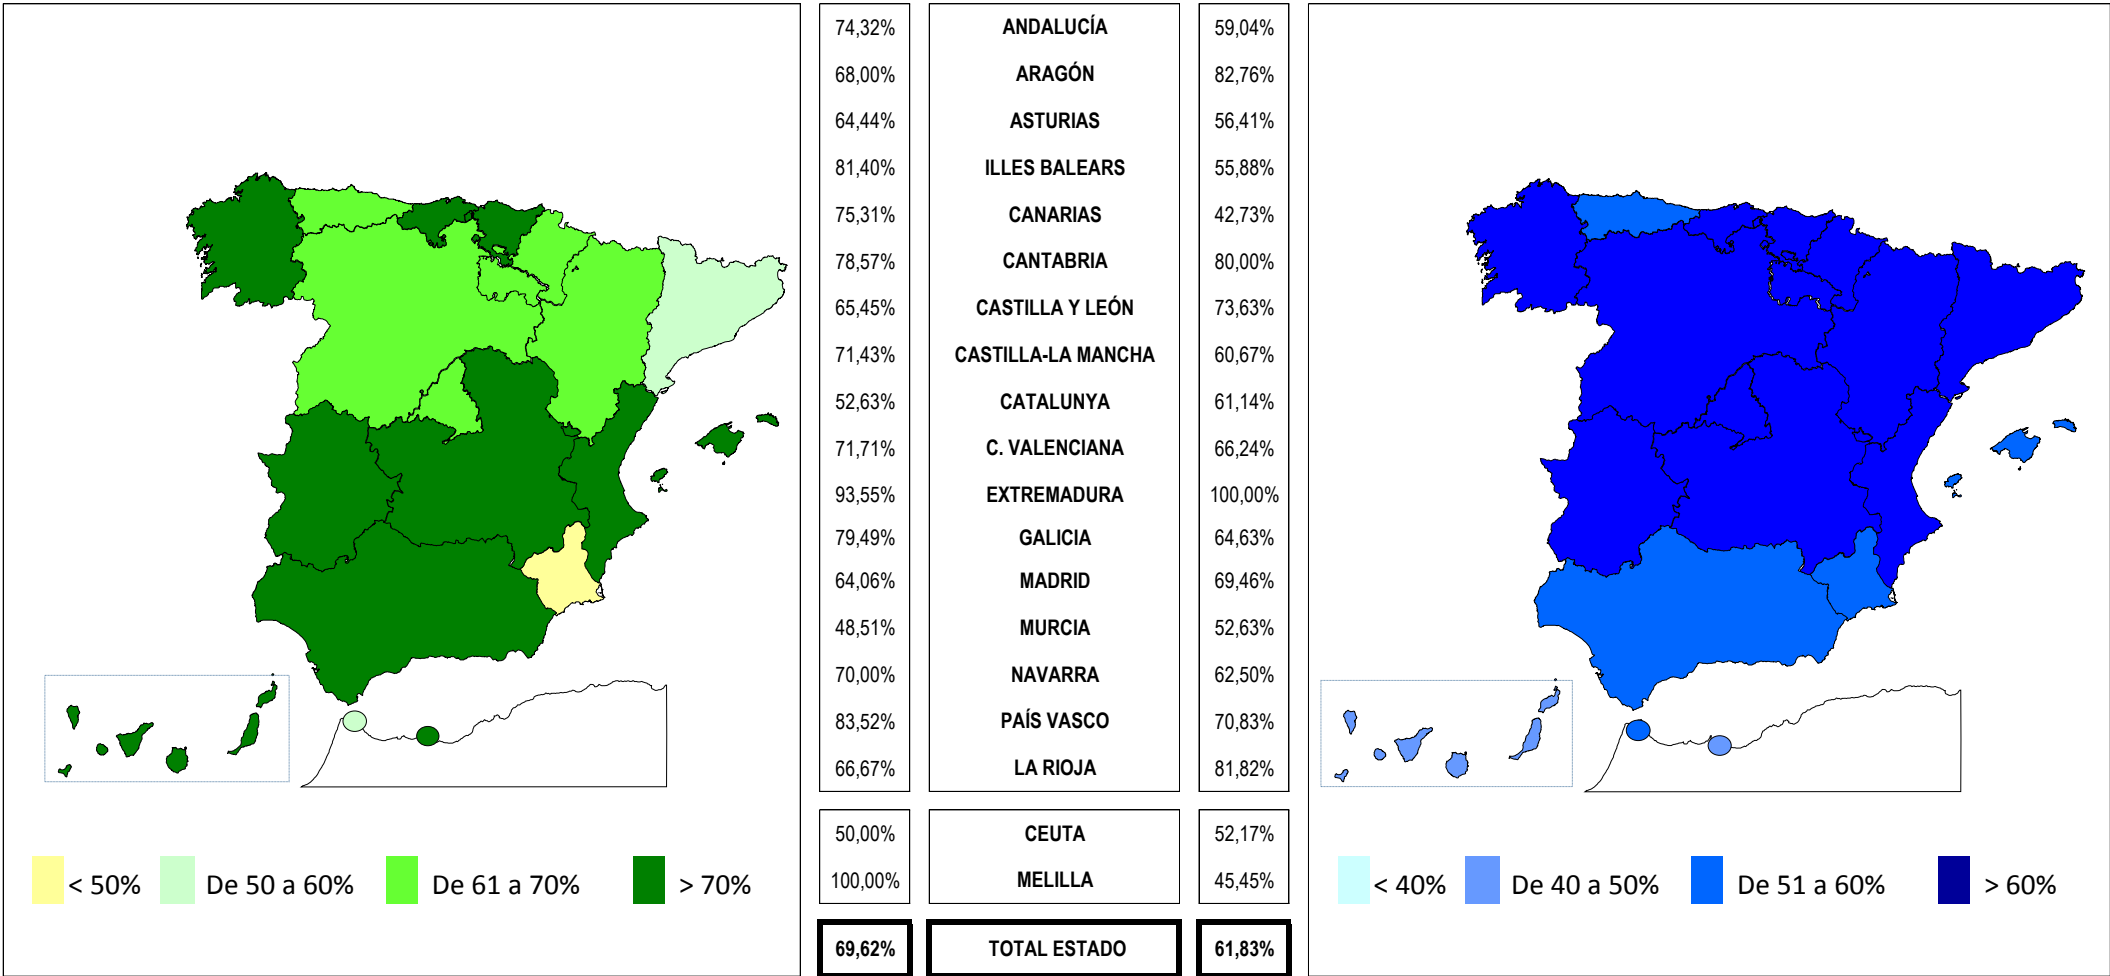 74,32% ANDALUCÍA 59,04%
68,00% ARAGÓN 82,76%
64,44% ASTURIAS 56,41%
81,40% ILLES BALEARS 55,88%
75,31% CANARIAS 42,73%
78,57% CANTABRIA 80,00%
65,45% CASTILLA Y LEÓN 73,63%
71,43% CASTILLA-LA MANCHA 60,67%
52,63% CATALUNYA 61,14%
71,71% C. VALENCIANA 66,24%
93,55% EXTREMADURA 100,00%
79,49% GALICIA 64,63%
64,06% MADRID 69,46%
48,51% MURCIA 52,63%
70,00% NAVARRA 62,50%
83,52% PAÍS VASCO 70,83%
66,67% LA RIOJA 81,82%
50,00% CEUTA 52,17%
100,00% MELILLA 45,45%
69,62% TOTAL ESTADO 61,83%
< 50% De 50 a 60% De 61 a 70% > 70%
< 40% De 40 a 50% De 51 a 60% > 60%